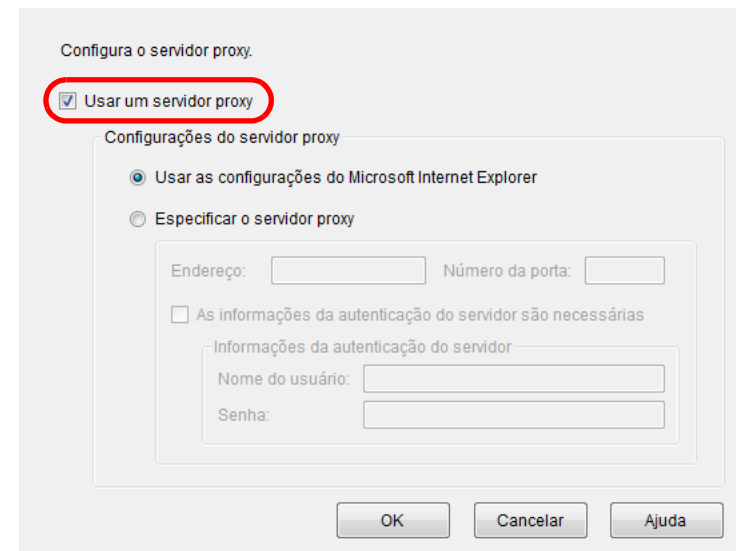 Configura o servidor proxy.
Usar um servidor proxy
Configurações do servidor proxy
Usar as configurações do Microsoft Internet Explorer
Especificar o servidor proxy
Endereço: Número da porta:
As informações da autenticação do servidor são necessárias
Informações da autenticação do servidor
Nome do usuário:
Senha:
OK Cancelar Ajuda